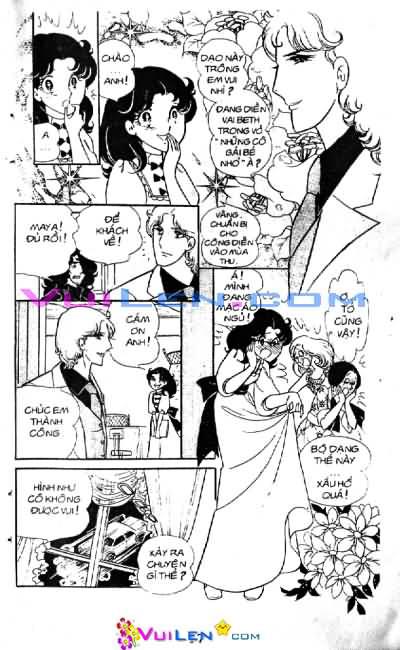 CHÀO
... ANH!
A...
DẠO NÀY
TRÔNG
EM VUI
NHỈ?
ĐANG DIỄN
VAI BETH
TRONG VỞ
"NHỮNG CÔ
GÁI BÉ
NHỎ" À?
VÂNG,
CHUẨN BỊ
CHO
CÔNG DIỄN
VÀO MÙA
THU.
MAYA!
ĐỦ RỒI!
ĐỂ
KHÁCH
VỀ!
CẢM
ƠN
ANH!
CHÚC EM
THÀNH
CÔNG
Á! MÌNH
ĐANG
MẶC ÁO
NGỦ!
TỚ
CŨNG
VẬY!
BỘ DẠNG
THẾ NÀY
...
XẤU HỔ
QUÁ!
HÌNH NHƯ
CÔ KHÔNG
ĐƯỢC VUI!
XẢY RA
CHUYỆN
GÌ THẾ?
VUILEN.COM
VUILEN.COM